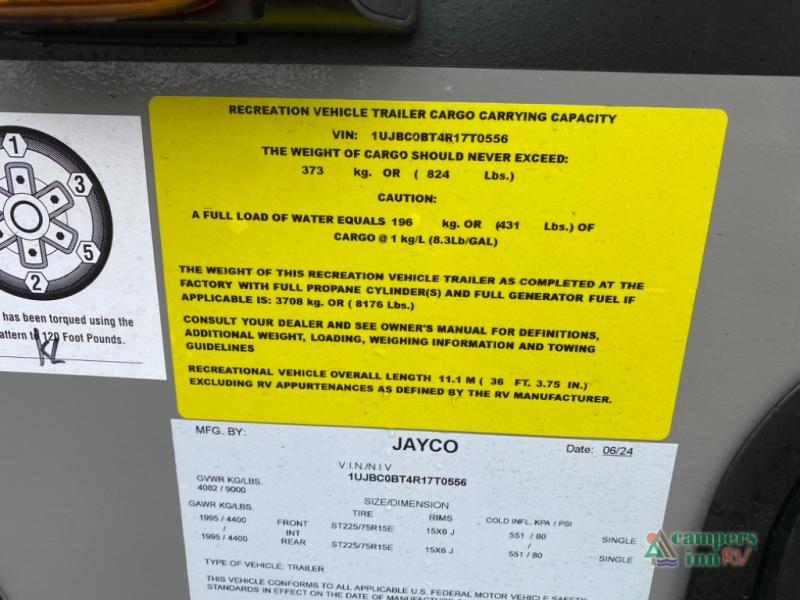 RECREATION VEHICLE TRAILER CARGO CARRYING CAPACITY
VIN: 1UJBC0BT4R17T0556
THE WEIGHT OF CARGO SHOULD NEVER EXCEED:
373 kg. OR ( 824 Lbs.)
CAUTION:
A FULL LOAD OF WATER EQUALS 196 kg. OR (431 Lbs.) OF
CARGO @ 1 kg/L (8.3Lb/GAL)
THE WEIGHT OF THIS RECREATION VEHICLE TRAILER AS COMPLETED AT THE
FACTORY WITH FULL PROPANE CYLINDER(S) AND FULL GENERATOR FUEL IF
APPLICABLE IS: 3708 kg. OR ( 8176 Lbs.)
CONSULT YOUR DEALER AND SEE OWNER'S MANUAL FOR DEFINITIONS,
ADDITIONAL WEIGHT, LOADING, WEIGHING INFORMATION AND TOWING
GUIDELINES
RECREATIONAL VEHICLE OVERALL LENGTH 11.1 M ( 36 FT. 3.75 IN.)
EXCLUDING RV APPURTENANCES AS DEFINED BY THE RV MANUFACTURER.
1
3
5
2
has been torqued using the
attern 120 Foot Pounds.
KL
MFG. BY: JAYCO Date: 06/24
V.I.N./N.I.V
1UJBC0BT4R17T0556
GVWR KG/LBS.
4082 / 9000
SIZE/DIMENSION
GAWR KG/LBS. TIRE RIMS COLD INFL. KPA / PSI
1995 / 4400 FRONT ST225/75R15E 15X6 J 551 / 80 SINGLE
/ INT /
1995 / 4400 REAR ST225/75R15E 15X6 J 551 / 80 SINGLE
TYPE OF VEHICLE: TRAILER
THIS VEHICLE CONFORMS TO ALL APPLICABLE U.S. FEDERAL MOTOR VEHICLE SAFETY
STANDARDS IN EFFECT ON THE DATE OF
campers
inn RV